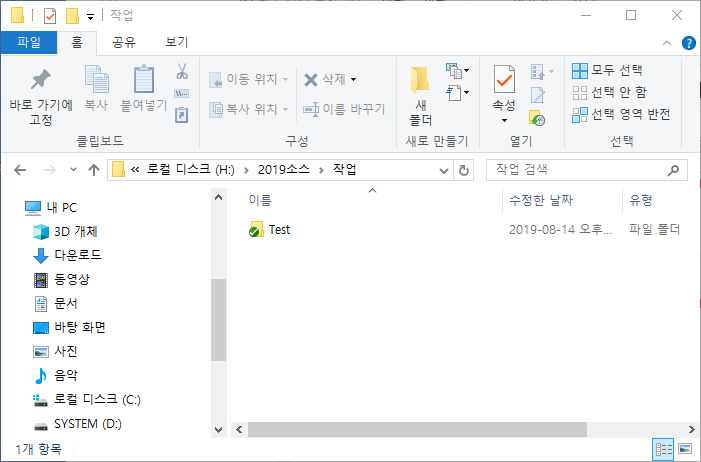 작업
파일 홈 공유 보기
바로 가기에 고정
복사
붙여넣기
클립보드
이동 위치
복사 위치
삭제
이름 바꾸기
구성
새 폴더
새로 만들기
속성
열기
모두 선택
선택 안 함
선택 영역 반전
선택
« 로컬 디스크 (H:) > 2019소스 > 작업
작업 검색
내 PC
3D 개체
다운로드
동영상
문서
바탕 화면
사진
음악
로컬 디스크 (C:)
SYSTEM (D:)
이름 수정한 날짜 유형
Test 2019-08-14 오후... 파일 폴더
1개 항목